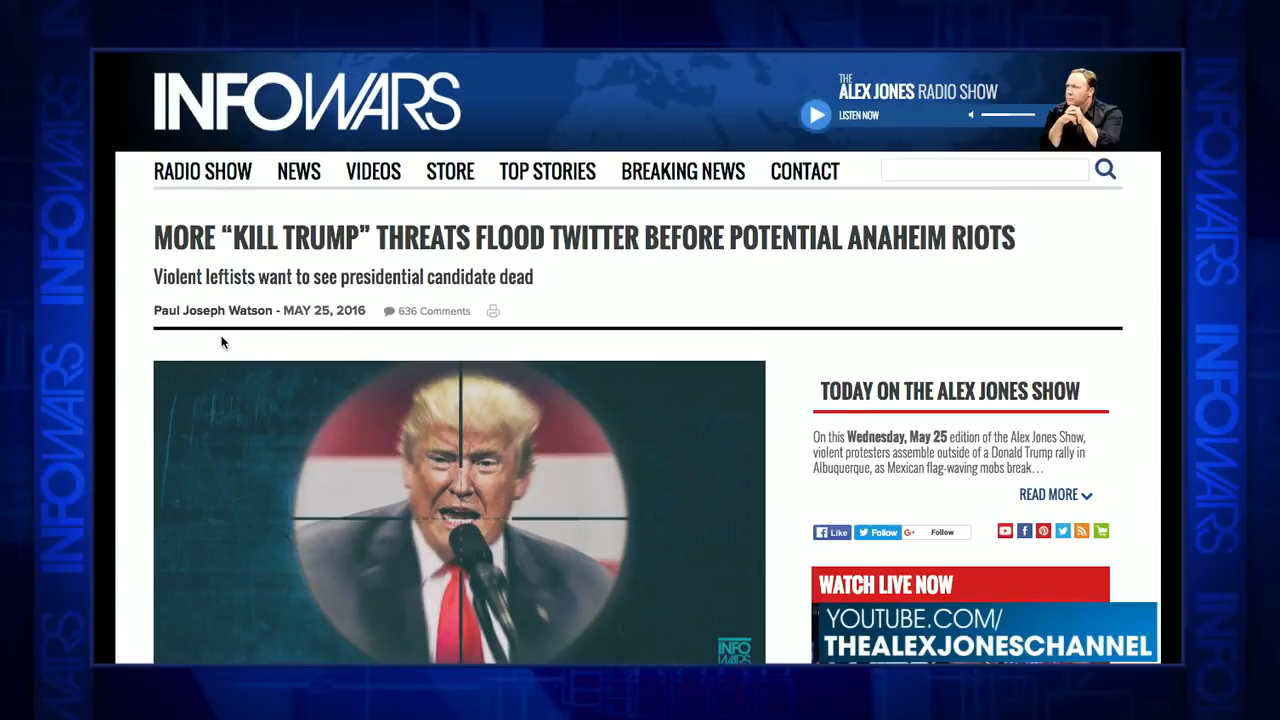 INFOWARS
THE
ALEX JONES RADIO SHOW
LISTEN NOW
RADIO SHOW NEWS VIDEOS STORE TOP STORIES BREAKING NEWS CONTACT
MORE “KILL TRUMP” THREATS FLOOD TWITTER BEFORE POTENTIAL ANAHEIM RIOTS
Violent leftists want to see presidential candidate dead
Paul Joseph Watson - MAY 25, 2016 636 Comments
TODAY ON THE ALEX JONES SHOW
On this Wednesday, May 25 edition of the Alex Jones Show,
violent protesters assemble outside of a Donald Trump rally in
Albuquerque, as Mexican flag-waving mobs break…
READ MORE
Like Follow G+ Follow
WATCH LIVE NOW
YOUTUBE.COM/
THEALEXJONESCHANNEL
INFO
WARS
INFOWARS
INFOWARS
INFOWARS
INFOWARS